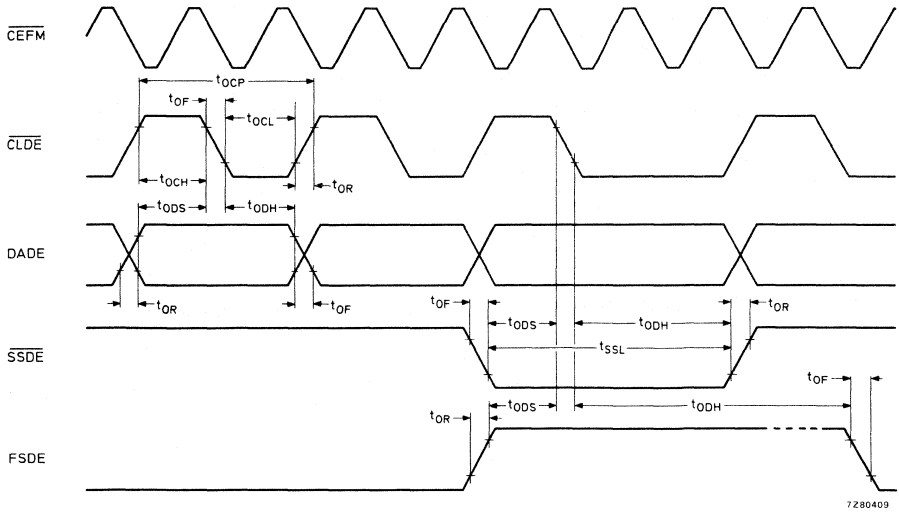 CEFM
tOCP
tOF
tOCL
CLDE
tOCH
tOR
tODS
tODH
DADE
tOR
tOF
tOF
tOR
tODS
tODH
SSDE
tSSL
tOF
tODS
tODH
tOR
FSDE
7Z80409